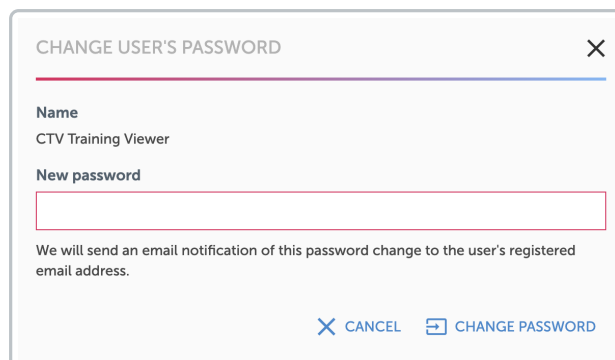 CHANGE USER'S PASSWORD
Name
CTV Training Viewer
New password
We will send an email notification of this password change to the user's registered
email address.
CANCEL CHANGE PASSWORD